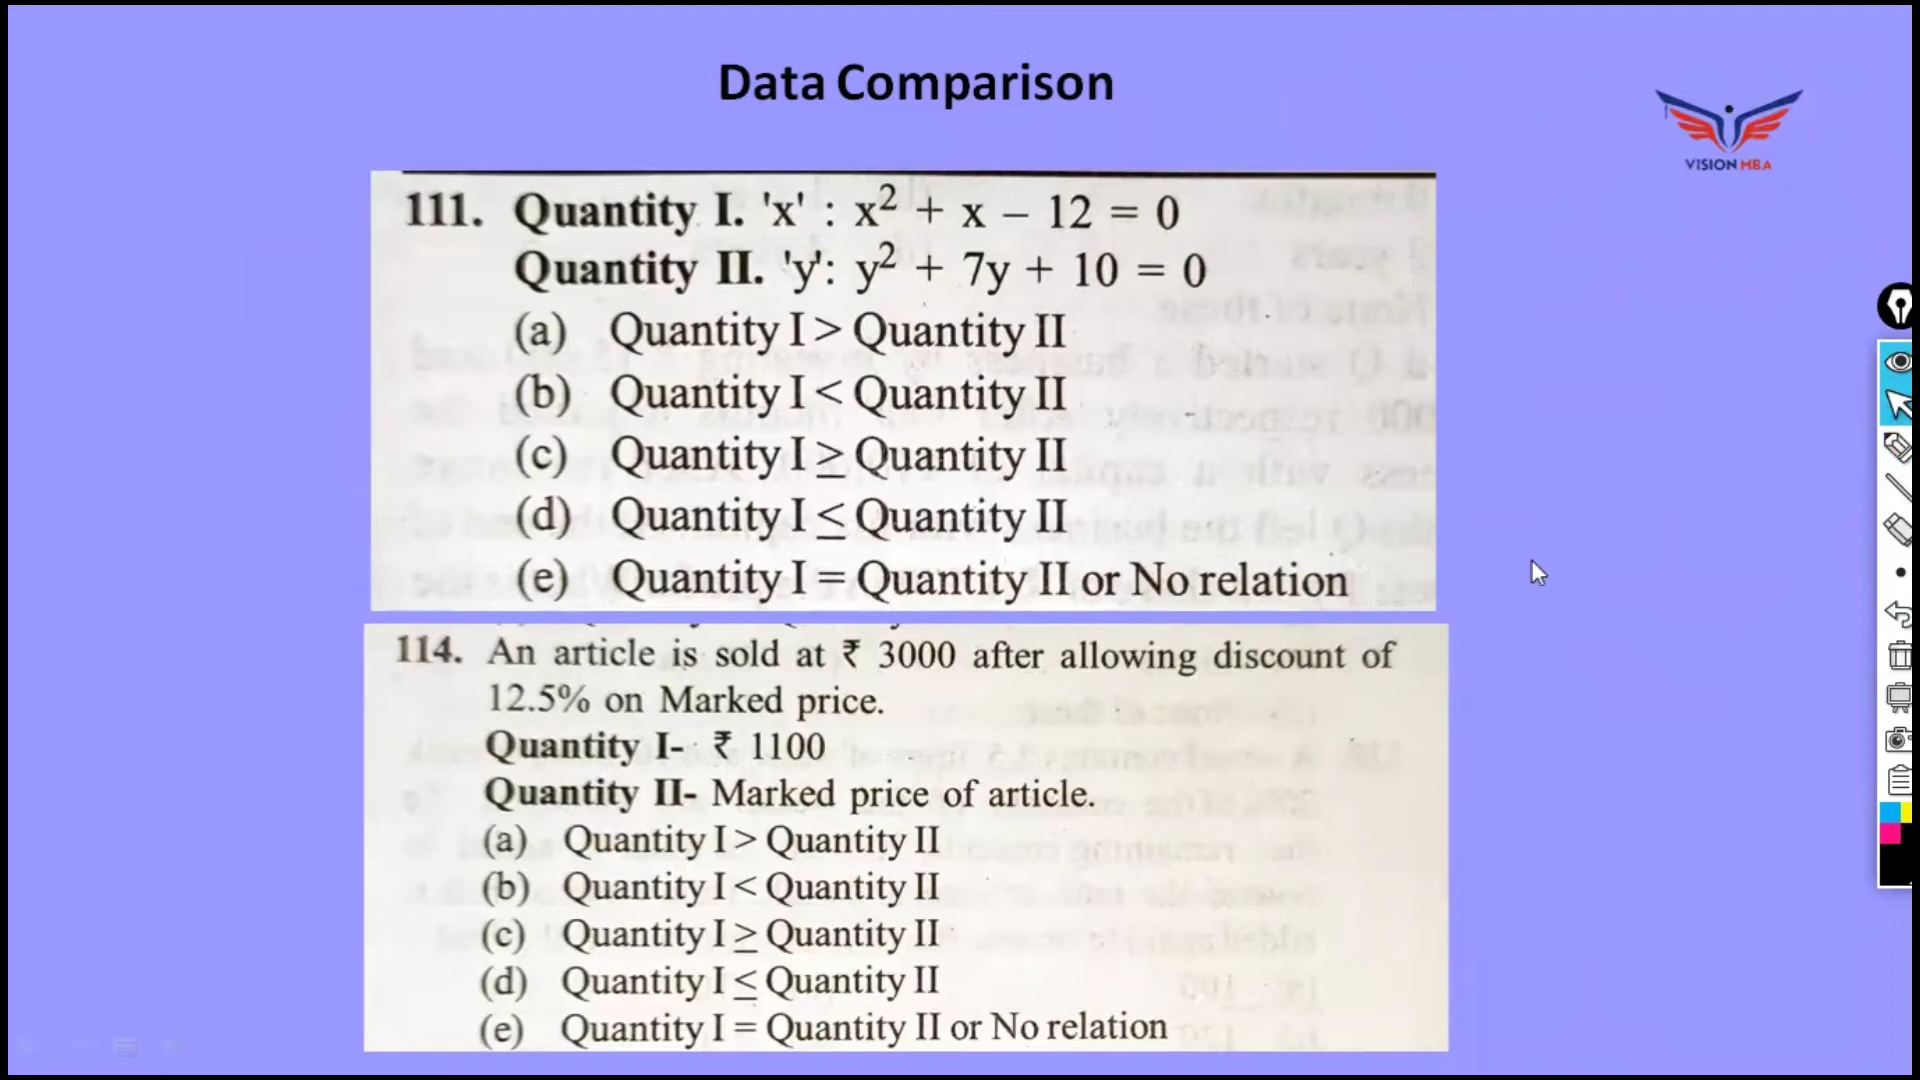 Data Comparison
VISION MBA
111. Quantity I. 'x' : x² + x – 12 = 0
Quantity II. 'y': y² + 7y + 10 = 0
(a) Quantity I > Quantity II
(b) Quantity I < Quantity II
(c) Quantity I ≥ Quantity II
(d) Quantity I ≤ Quantity II
(e) Quantity I = Quantity II or No relation
114. An article is sold at ₹ 3000 after allowing discount of
12.5% on Marked price.
Quantity I- ₹ 1100
Quantity II- Marked price of article.
(a) Quantity I > Quantity II
(b) Quantity I < Quantity II
(c) Quantity I ≥ Quantity II
(d) Quantity I ≤ Quantity II
(e) Quantity I = Quantity II or No relation